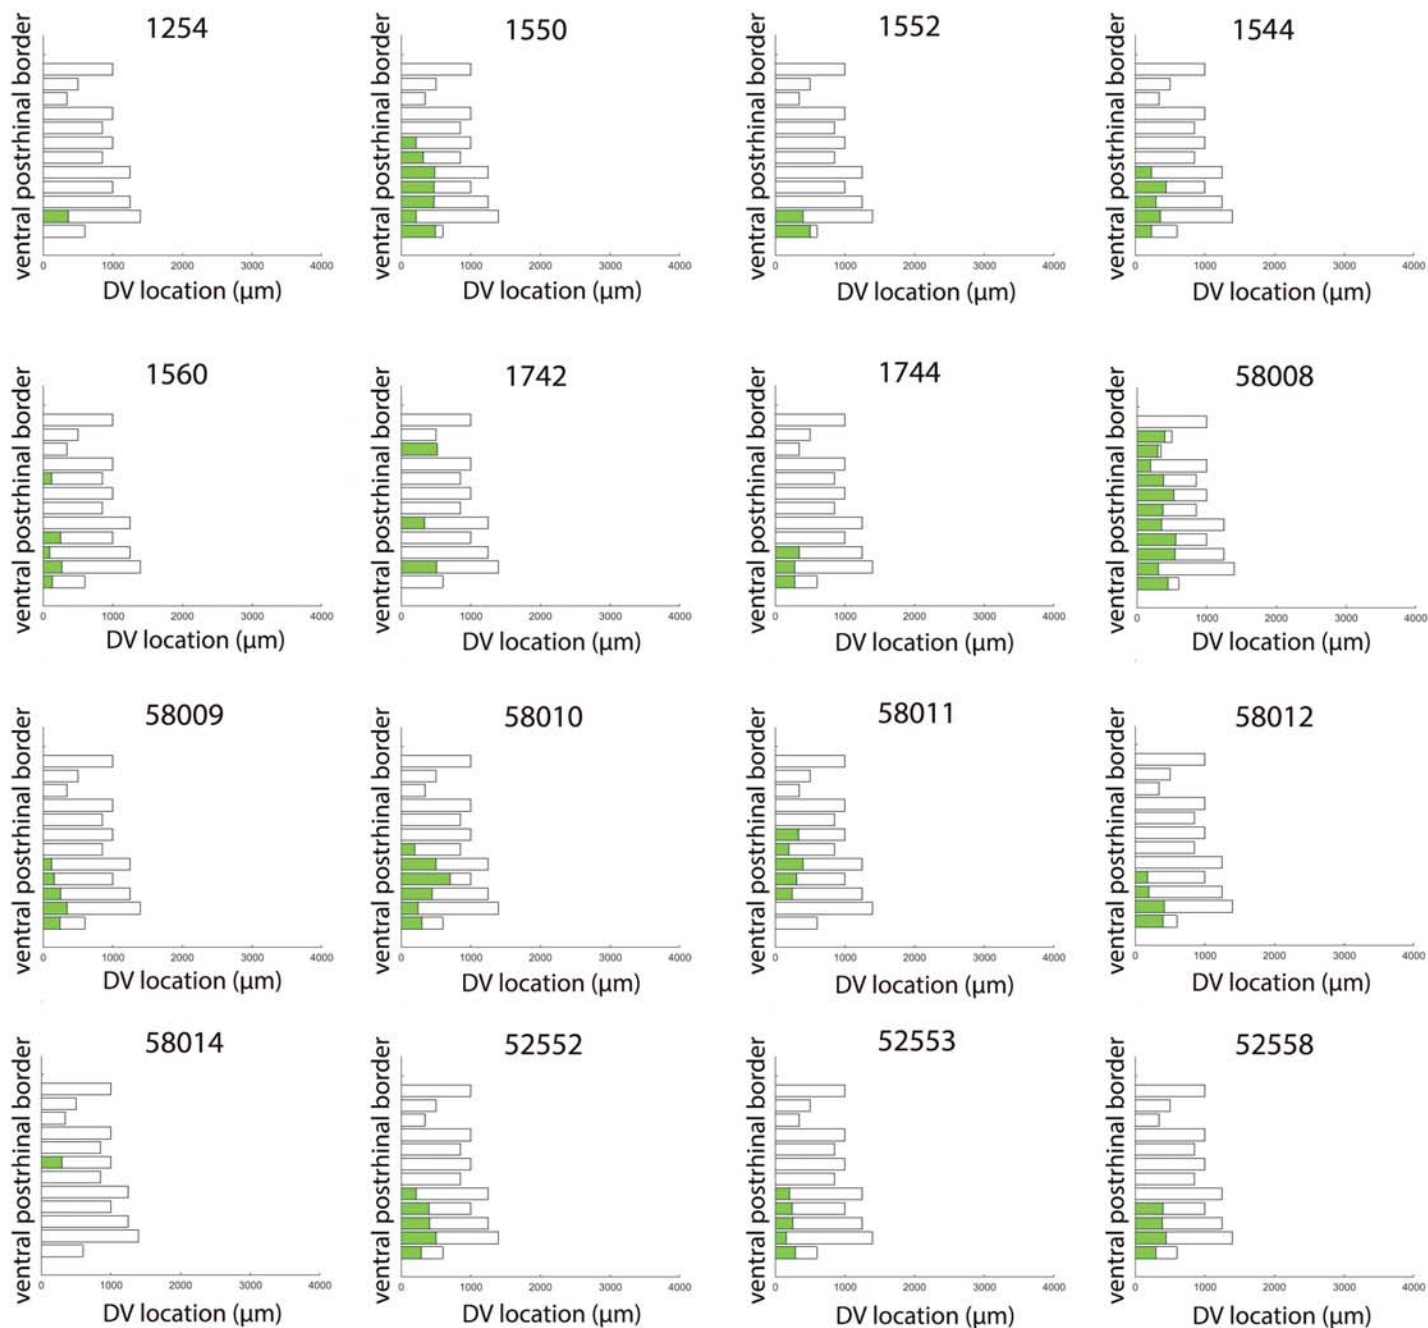 1254
1550
1552
1544
ventral postrhinal border
ventral postrhinal border
ventral postrhinal border
ventral postrhinal border
0 1000 2000 3000 4000
0 1000 2000 3000 4000
0 1000 2000 3000 4000
0 1000 2000 3000 4000
DV location (μm)
DV location (μm)
DV location (μm)
DV location (μm)
1560
1742
1744
58008
ventral postrhinal border
ventral postrhinal border
ventral postrhinal border
ventral postrhinal border
0 1000 2000 3000 4000
0 1000 2000 3000 4000
0 1000 2000 3000 4000
0 1000 2000 3000 4000
DV location (μm)
DV location (μm)
DV location (μm)
DV location (μm)
58009
58010
58011
58012
ventral postrhinal border
ventral postrhinal border
ventral postrhinal border
ventral postrhinal border
0 1000 2000 3000 4000
0 1000 2000 3000 4000
0 1000 2000 3000 4000
0 1000 2000 3000 4000
DV location (μm)
DV location (μm)
DV location (μm)
DV location (μm)
58014
52552
52553
52558
ventral postrhinal border
ventral postrhinal border
ventral postrhinal border
ventral postrhinal border
0 1000 2000 3000 4000
0 1000 2000 3000 4000
0 1000 2000 3000 4000
0 1000 2000 3000 4000
DV location (μm)
DV location (μm)
DV location (μm)
DV location (μm)